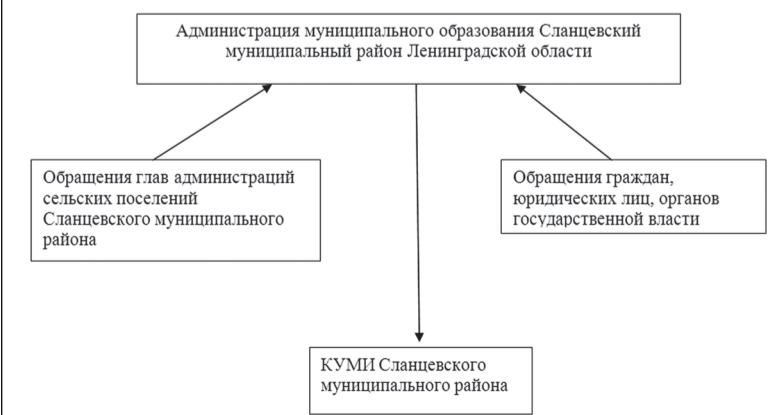 Администрация муниципального образования Сланцевский
муниципальный район Ленинградской области
Обращения глав администраций
сельских поселений
Сланцевского муниципального
района
Обращения граждан,
юридических лиц, органов
государственной власти
КУМИ Сланцевского
муниципального района